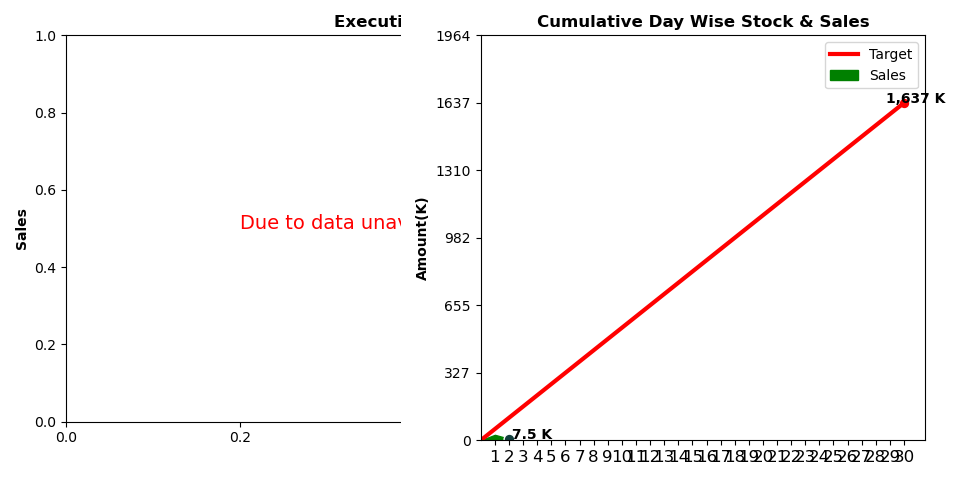 Executi
1.0
0.8
0.6
0.4
0.2
0.0
Sales
Due to data unav
0.0 0.2
Cumulative Day Wise Stock & Sales
1964
1637
1310
982
655
327
0
Amount(K)
Target
Sales
1,637 K
7.5 K
1 2 3 4 5 6 7 8 9 10 11 12 13 14 15 16 17 18 19 20 21 22 23 24 25 26 27 28 29 30